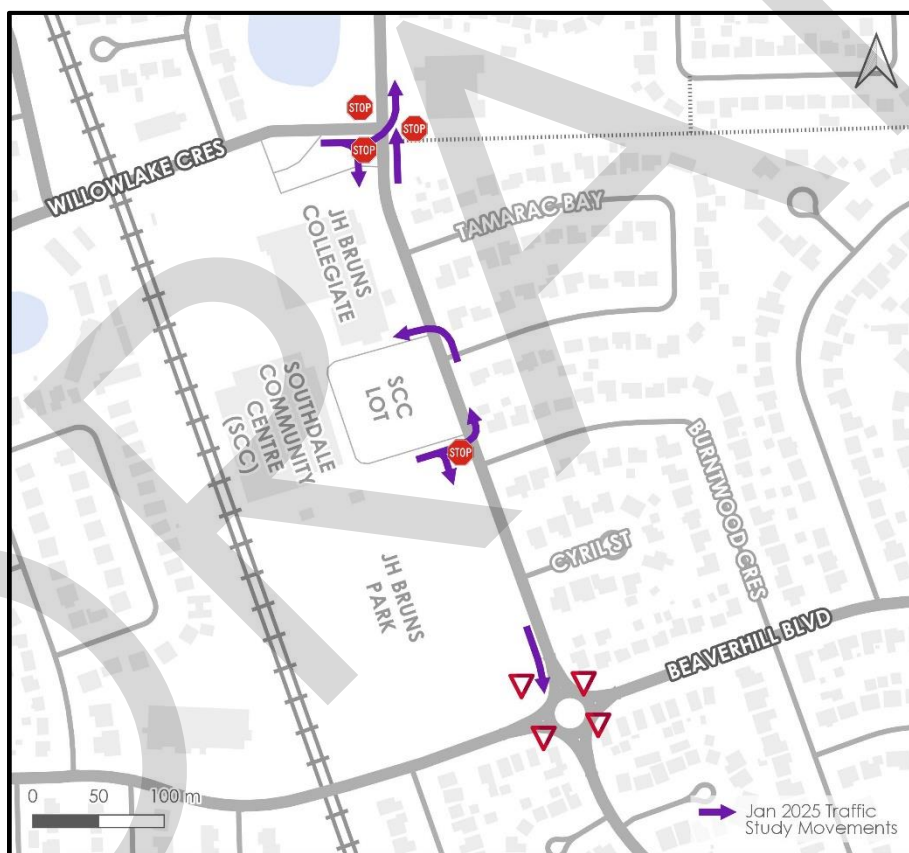 STOP
STOP
STOP
WILLOWLAKE CRES
JH BRUNS
COLLEGIATE
TAMARAC BAY
SCC
LOT
SOUTHDALE
COMMUNITY
CENTRE
(SCC)
STOP
BURNTWOOD CRES
CYRIL ST
JH BRUNS
PARK
BEAVERHILL BLVD
0 50 100 m
Jan 2025 Traffic
Study Movements